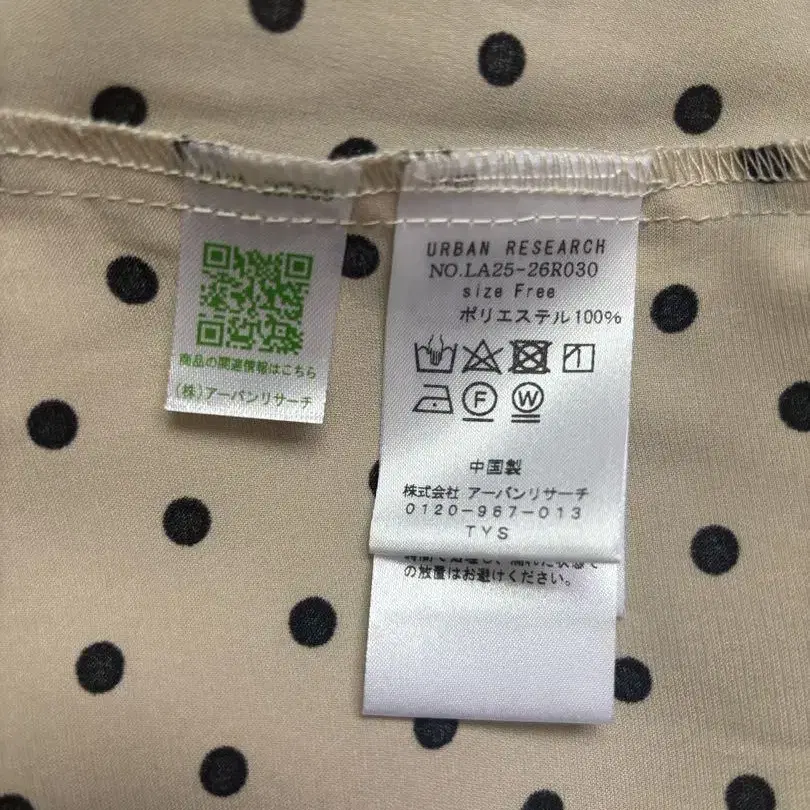 商品の関連情報はこちら
(株)アーバンリサーチ
URBAN RESEARCH
NO.LA25-26R030
size Free
ポリエステル100%
F
W
中国製
株式会社 アーバンリサーチ
0120-967-013
TYS
の放置はお避けください。